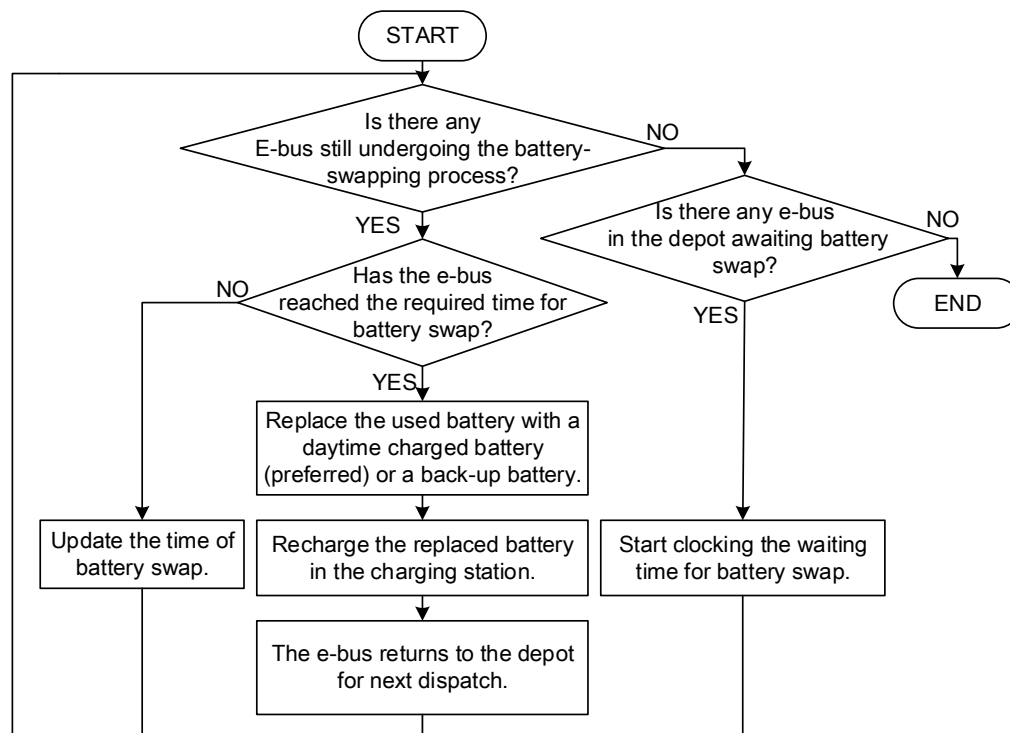 START
Is there any
E-bus still undergoing the battery-
swapping process?
NO
YES
Is there any e-bus
in the depot awaiting battery
swap?
NO
YES
END
Has the e-bus
reached the required time for
battery swap?
NO
YES
Replace the used battery with a
daytime charged battery
(preferred) or a back-up battery.
Update the time of
battery swap.
Recharge the replaced battery
in the charging station.
Start clocking the waiting
time for battery swap.
The e-bus returns to the depot
for next dispatch.